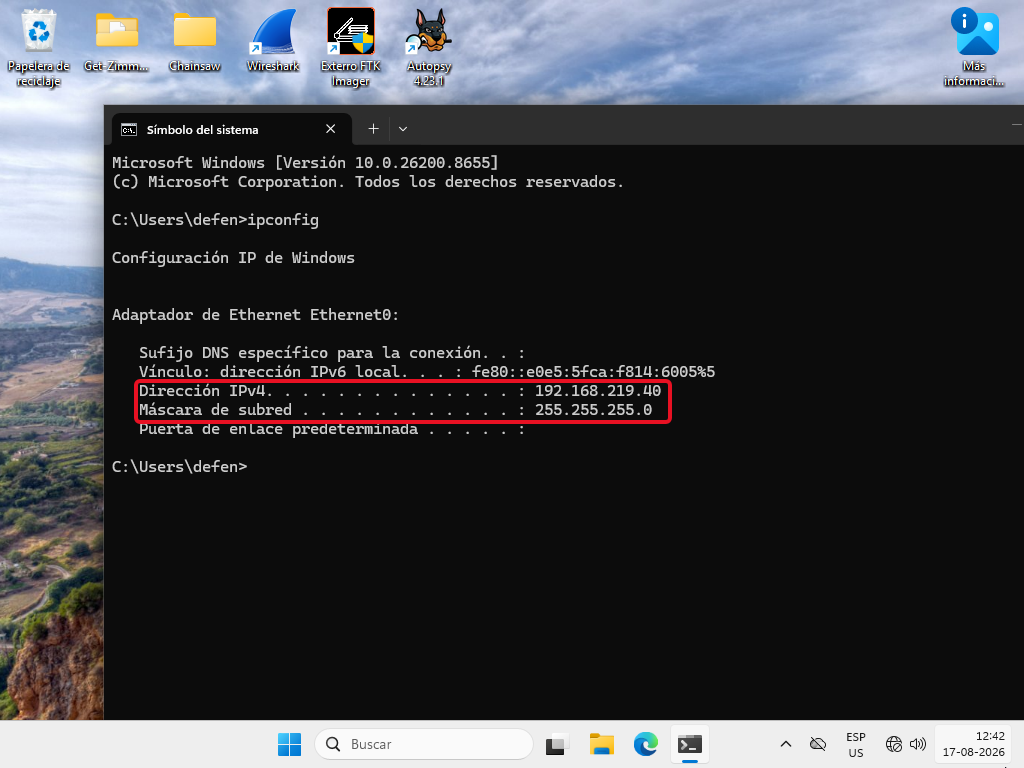 Papelera de
reciclaje
Get-Zimm...
Chainsaw
Wireshark
Exterro FTK
Imager
Autopsy
4.23.1
Más
informaci...
Símbolo del sistema
Microsoft Windows [Versión 10.0.26200.8655]
(c) Microsoft Corporation. Todos los derechos reservados.
C:\Users\defen>ipconfig
Configuración IP de Windows
Adaptador de Ethernet Ethernet0:
Sufijo DNS específico para la conexión. . :
Vínculo: dirección IPv6 local. . . : fe80::e0e5:5fca:f814:6005%5
Dirección IPv4. . . . . . . . . . . . . . : 192.168.219.40
Máscara de subred . . . . . . . . . . . . : 255.255.255.0
Puerta de enlace predeterminada . . . . . :
C:\Users\defen>
Buscar
ESP
US
12:42
17-08-2026